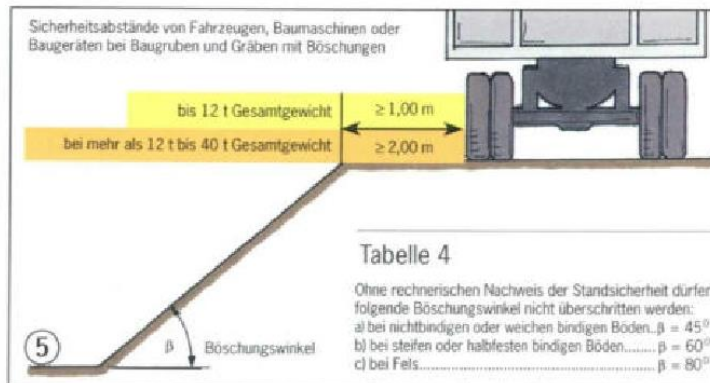 Sicherheitsabstände von Fahrzeugen, Baumaschinen oder
Baugeräten bei Baugruben und Gräben mit Böschungen
bis 12 t Gesamtgewicht ≥ 1,00 m
bei mehr als 12 t bis 40 t Gesamtgewicht ≥ 2,00 m
Tabelle 4
Ohne rechnerischen Nachweis der Standsicherheit dürfen
folgende Böschungswinkel nicht überschritten werden:
a) bei nichtbindigen oder weichen bindigen Böden..β = 45°
b) bei steifen oder halbfesten bindigen Böden........β = 60°
c) bei Fels......................................................β = 80°
5 β Böschungswinkel